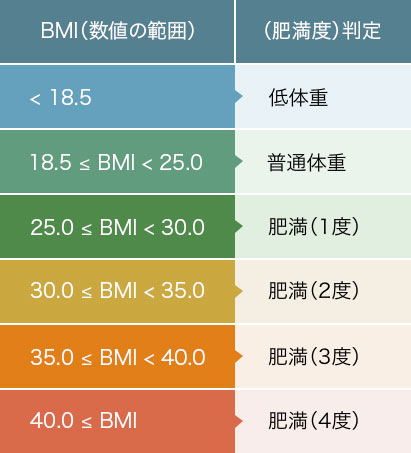 BMI（数値の範囲） （肥満度）判定
< 18.5 低体重
18.5 ≤ BMI < 25.0 普通体重
25.0 ≤ BMI < 30.0 肥満（1度）
30.0 ≤ BMI < 35.0 肥満（2度）
35.0 ≤ BMI < 40.0 肥満（3度）
40.0 ≤ BMI 肥満（4度）